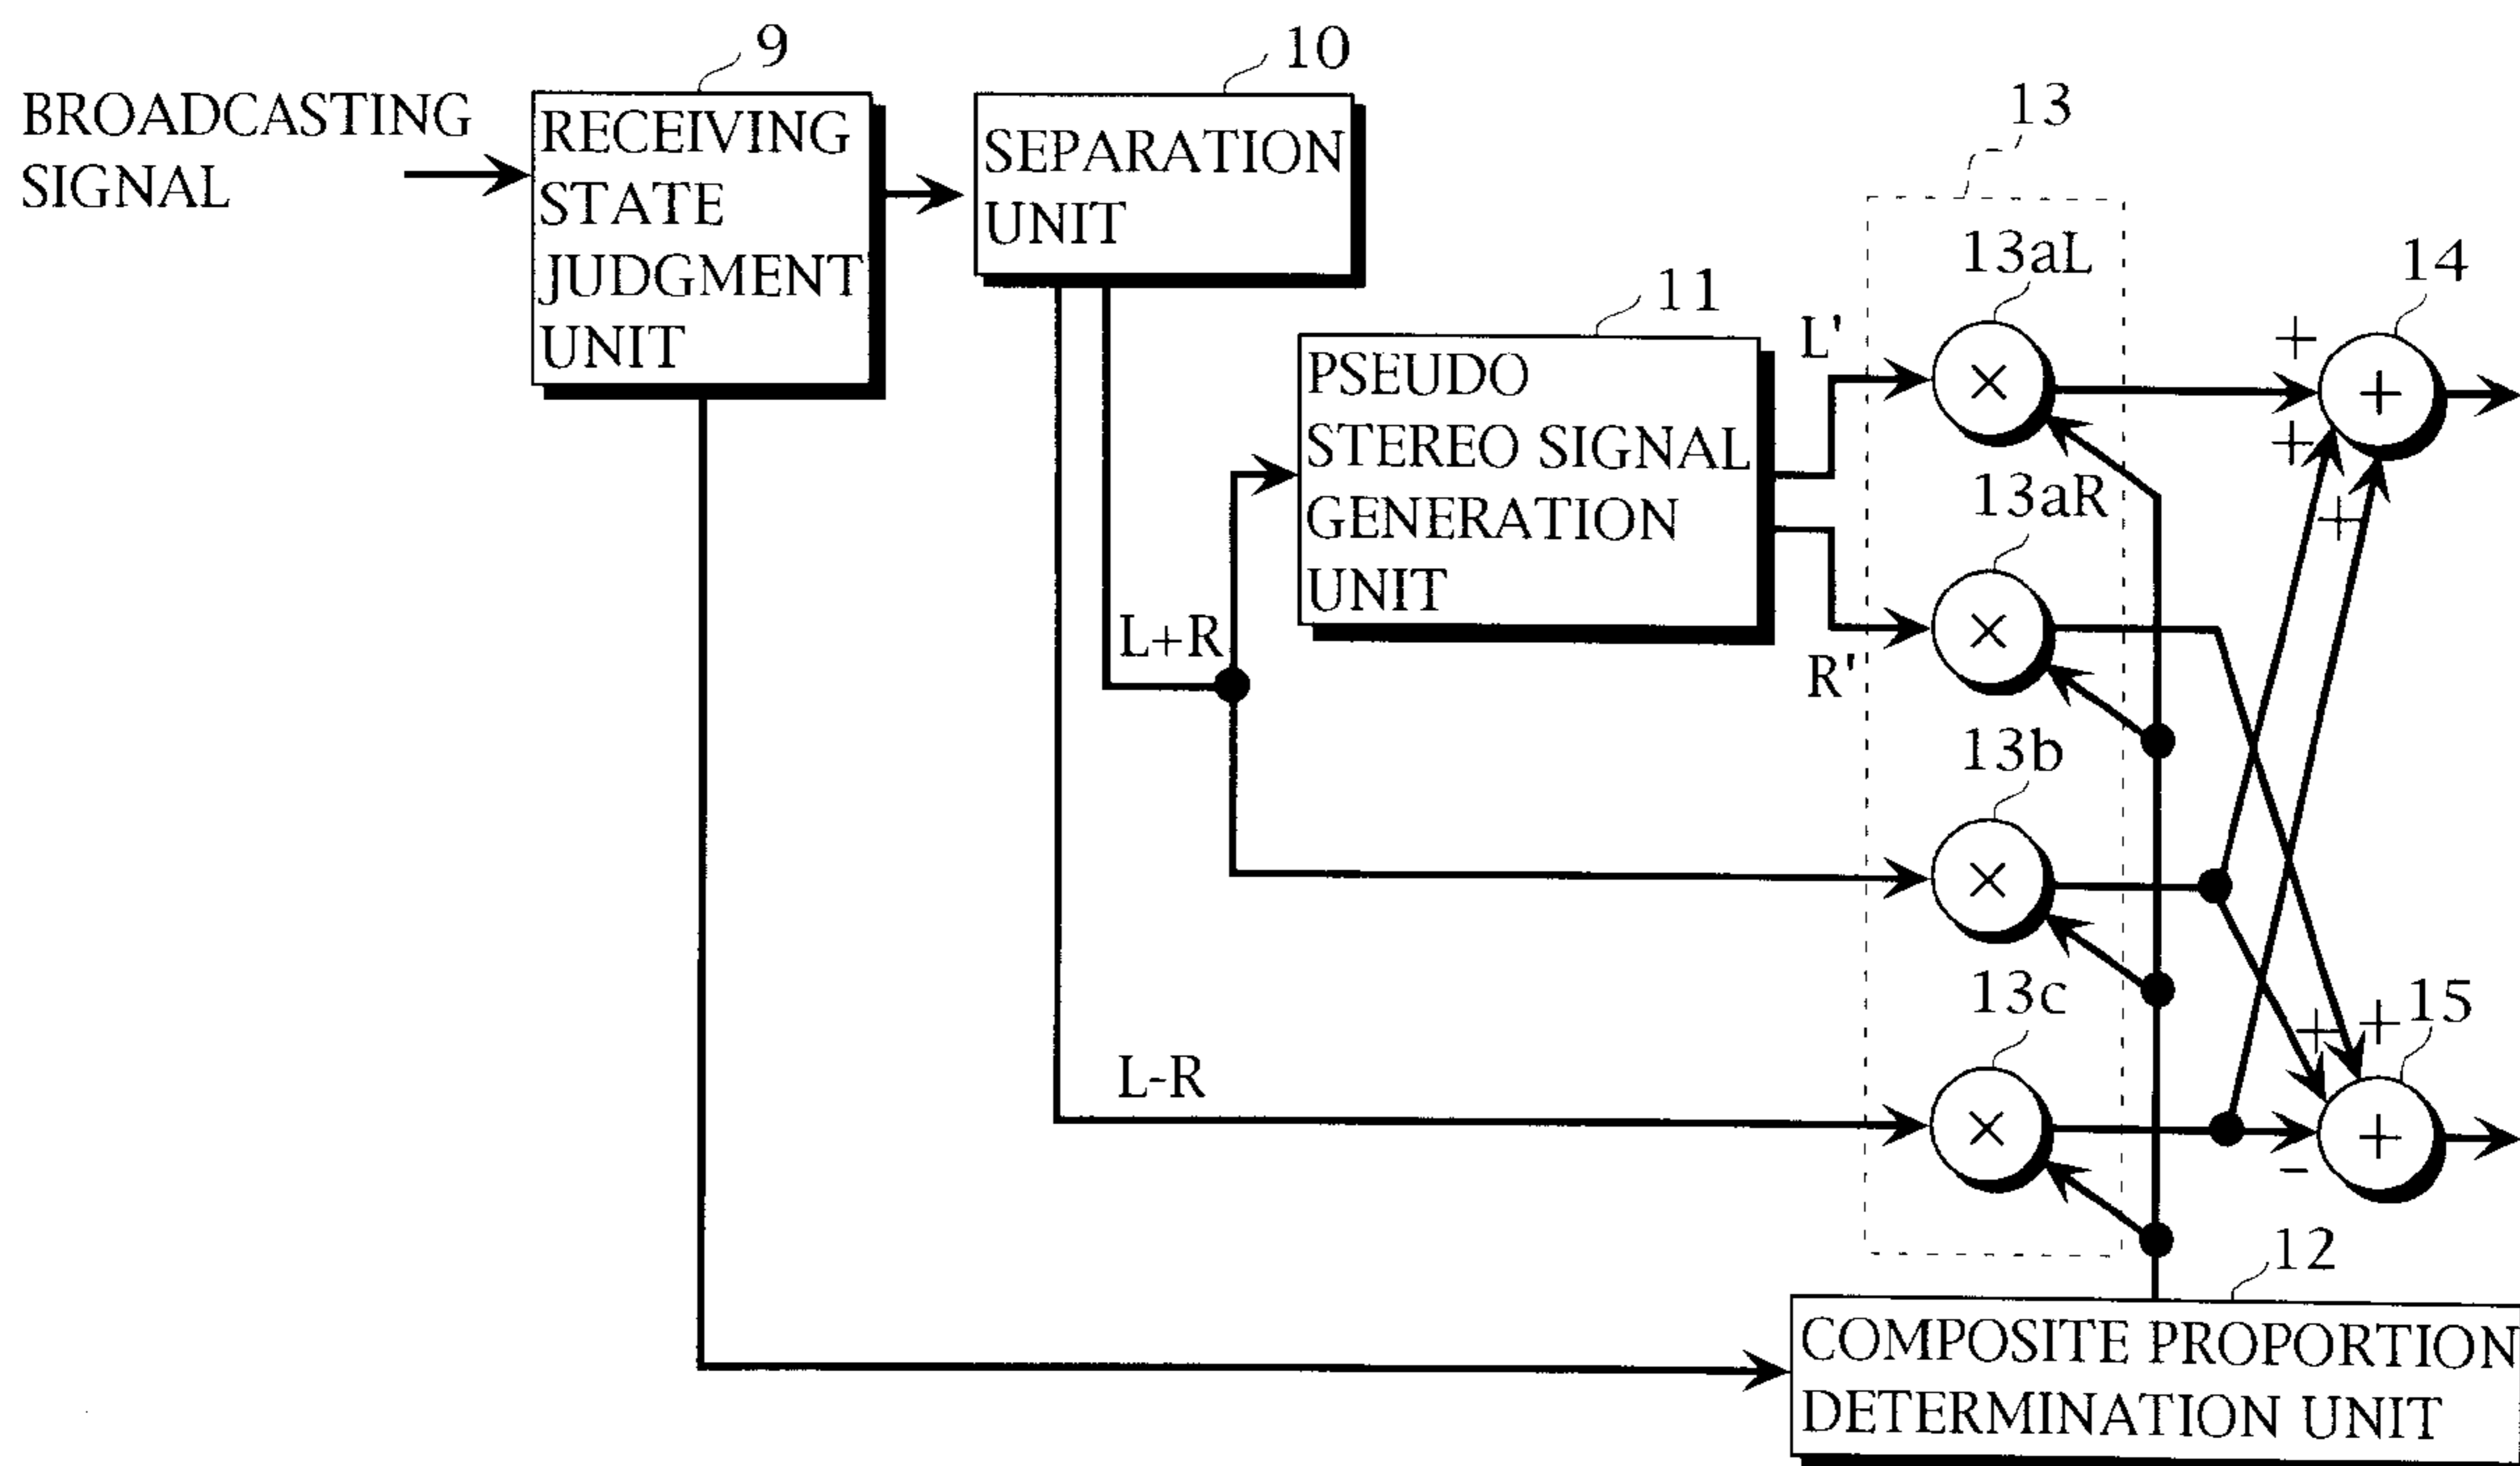 9
10
13
BROADCASTING
SIGNAL
RECEIVING
STATE
JUDGMENT
UNIT
SEPARATION
UNIT
13aL
14
11
L'
+
×
+
PSEUDO
STEREO SIGNAL
GENERATION
UNIT
+
13aR
+
L+R
×
R'
13b
×
13c
15
+
+
L-R
×
+
-
12
COMPOSITE PROPORTION
DETERMINATION UNIT